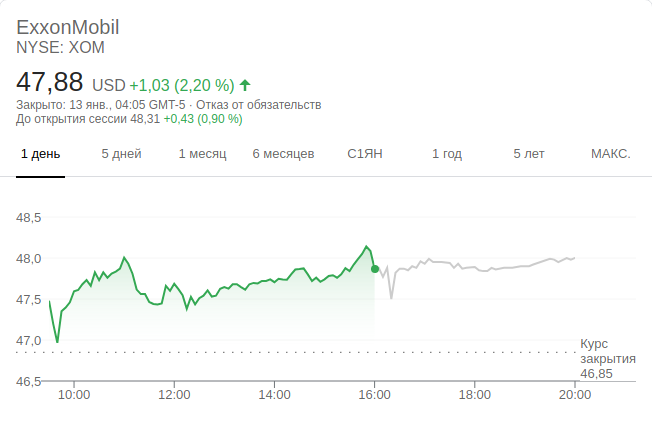 ExxonMobil
NYSE: XOM
47,88 USD +1,03 (2,20 %)
Закрыто: 13 янв., 04:05 GMT-5 · Отказ от обязательств
До открытия сессии 48,31 +0,43 (0,90 %)
1 день 5 дней 1 месяц 6 месяцев С1ЯН 1 год 5 лет МАКС.
48,5
48,0
47,5
47,0
Курс
закрытия
46,85
46,5
10:00 12:00 14:00 16:00 18:00 20:00